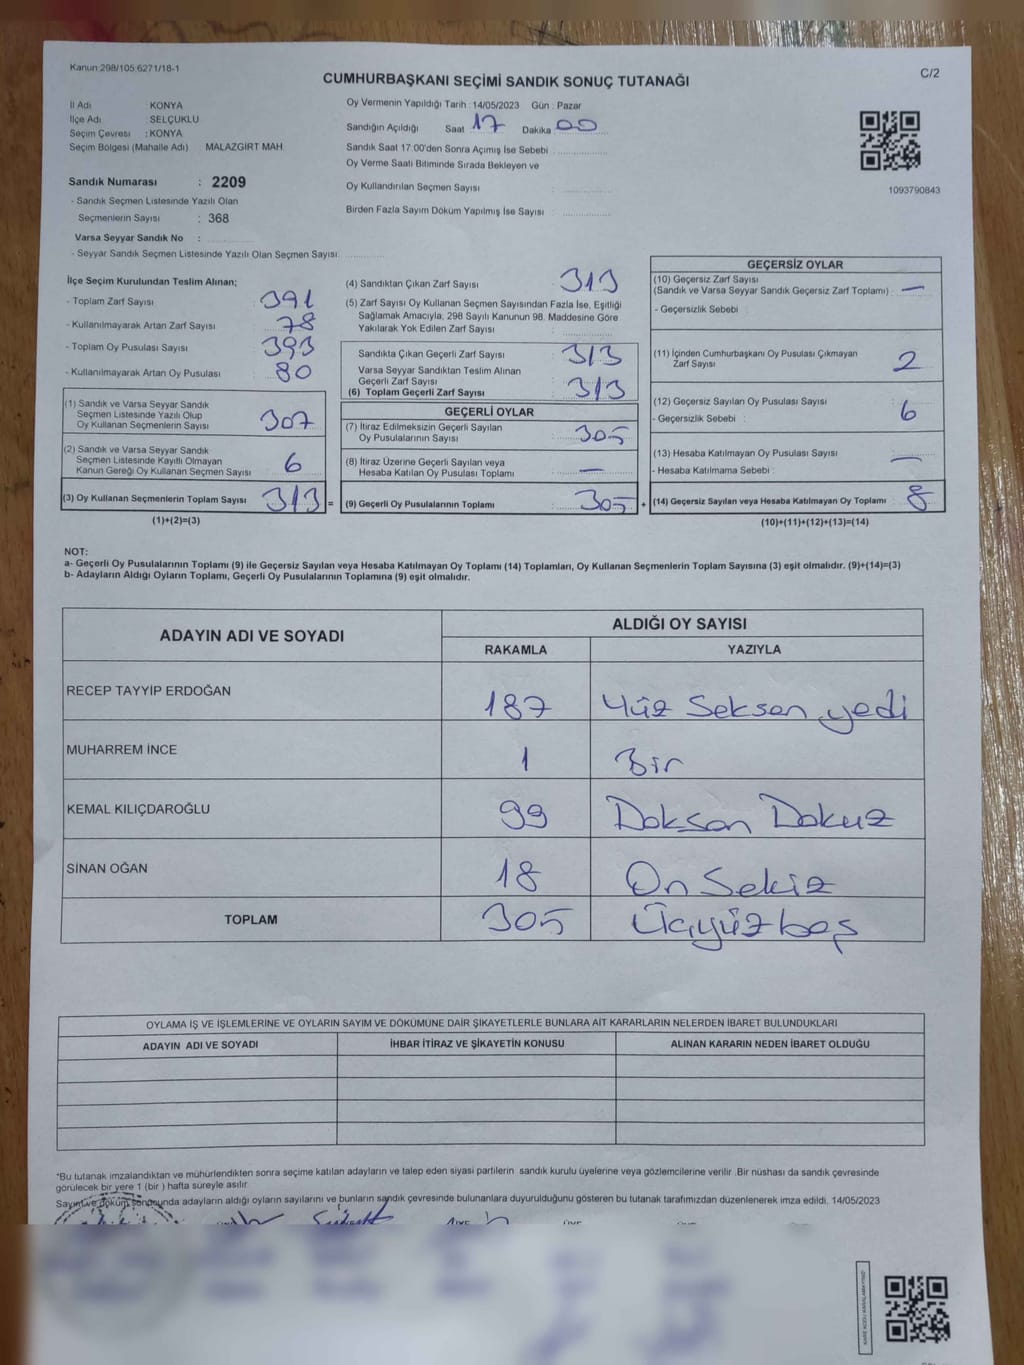 Kanun:298/105;6271/18-1
C/2
CUMHURBAŞKANI SEÇİMİ SANDIK SONUÇ TUTANAĞI
İl Adı : KONYA
İlçe Adı : SELÇUKLU
Seçim Çevresi : KONYA
Seçim Bölgesi (Mahalle Adı) MALAZGİRT MAH.
Sandık Numarası : 2209
- Sandık Seçmen Listesinde Yazılı Olan
Seçmenlerin Sayısı : 368
Varsa Seyyar Sandık No :
- Seyyar Sandık Seçmen Listesinde Yazılı Olan Seçmen Sayısı:
Oy Vermenin Yapıldığı Tarih : 14/05/2023 Gün : Pazar
Sandığın Açıldığı Saat 17 Dakika 00
Sandık Saat 17:00'den Sonra Açımış İse Sebebi :
Oy Verme Saati Bitiminde Sırada Bekleyen ve
Oy Kullandırılan Seçmen Sayısı :
Birden Fazla Sayım Döküm Yapılmış İse Sayısı :
1093790843
İlçe Seçim Kurulundan Teslim Alınan;
- Toplam Zarf Sayısı : 391
- Kullanılmayarak Artan Zarf Sayısı : 78
- Toplam Oy Pusulası Sayısı : 393
- Kullanılmayarak Artan Oy Pusulası : 80
(1) Sandık ve Varsa Seyyar Sandık
Seçmen Listesinde Yazılı Olup
Oy Kullanan Seçmenlerin Sayısı : 307
(2) Sandık ve Varsa Seyyar Sandık
Seçmen Listesinde Kayıtlı Olmayan
Kanun Gereği Oy Kullanan Seçmen Sayısı : 6
(3) Oy Kullanan Seçmenlerin Toplam Sayısı : 313 =
(1)+(2)=(3)
(4) Sandıktan Çıkan Zarf Sayısı : 313
(5) Zarf Sayısı Oy Kullanan Seçmen Sayısından Fazla İse, Eşitliği
Sağlamak Amacıyla; 298 Sayılı Kanunun 98. Maddesine Göre
Yakılarak Yok Edilen Zarf Sayısı :
Sandıkta Çıkan Geçerli Zarf Sayısı : 313
Varsa Seyyar Sandıktan Teslim Alınan
Geçerli Zarf Sayısı :
(6) Toplam Geçerli Zarf Sayısı : 313
GEÇERLİ OYLAR
(7) İtiraz Edilmeksizin Geçerli Sayılan
Oy Pusulalarının Sayısı : 305
(8) İtiraz Üzerine Geçerli Sayılan veya
Hesaba Katılan Oy Pusulası Toplamı : —
(9) Geçerli Oy Pusulalarının Toplamı : 305 +
GEÇERSİZ OYLAR
(10) Geçersiz Zarf Sayısı
(Sandık ve Varsa Seyyar Sandık Geçersiz Zarf Toplamı) : —
- Geçersizlik Sebebi :
(11) İçinden Cumhurbaşkanı Oy Pusulası Çıkmayan
Zarf Sayısı : 2
(12) Geçersiz Sayılan Oy Pusulası Sayısı : 6
- Geçersizlik Sebebi :
(13) Hesaba Katılmayan Oy Pusulası Sayısı : —
- Hesaba Katılmama Sebebi :
(14) Geçersiz Sayılan veya Hesaba Katılmayan Oy Toplamı : 8
(10)+(11)+(12)+(13)=(14)
NOT:
a- Geçerli Oy Pusulalarının Toplamı (9) ile Geçersiz Sayılan veya Hesaba Katılmayan Oy Toplamı (14) Toplamları, Oy Kullanan Seçmenlerin Toplam Sayısına (3) eşit olmalıdır. (9)+(14)=(3)
b- Adayların Aldığı Oyların Toplamı, Geçerli Oy Pusulalarının Toplamına (9) eşit olmalıdır.
ADAYIN ADI VE SOYADI ALDIĞI OY SAYISI
RAKAMLA YAZIYLA
RECEP TAYYİP ERDOĞAN 187 Yüz Seksen yedi
MUHARREM İNCE 1 Bir
KEMAL KILIÇDAROĞLU 99 Doksan Dokuz
SİNAN OĞAN 18 On Sekiz
TOPLAM 305 Üçyüz beş
OYLAMA İŞ VE İŞLEMLERİNE VE OYLARIN SAYIM VE DÖKÜMÜNE DAİR ŞİKAYETLERLE BUNLARA AİT KARARLARIN NELERDEN İBARET BULUNDUKLARI
ADAYIN ADI VE SOYADI İHBAR İTİRAZ VE ŞİKAYETİN KONUSU ALINAN KARARIN NEDEN İBARET OLDUĞU
*Bu tutanak imzalandıktan ve mühürlendikten sonra seçime katılan adayların ve talep eden siyasi partilerin sandık kurulu üyelerine veya gözlemcilerine verilir .Bir nüshası da sandık çevresinde
görülecek bir yere 1 (bir ) hafta süreyle asılır.
Sayım ve döküm sonucunda adayların aldığı oyların sayılarını ve bunların sandık çevresinde bulunanlara duyurulduğunu gösteren bu tutanak tarafımızdan düzenlenerek imza edildi. 14/05/2023